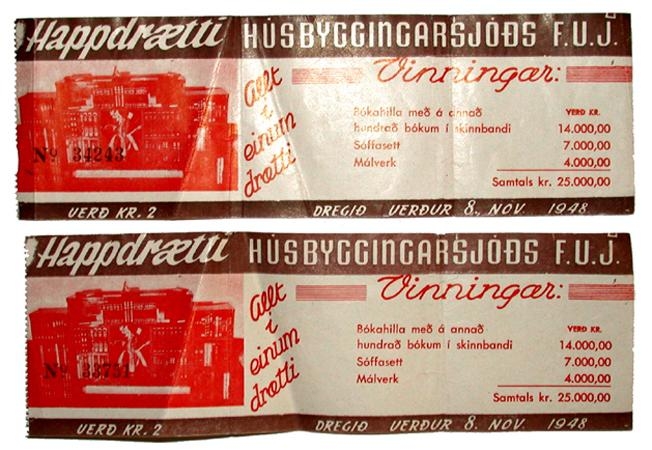 Happdrætti HÚSBYGGINGARSJÓÐS F.U.J.
Allt
í
einum
drætti
Vinningar:
VERÐ KR.
Bókahilla með á annað
hundrað bókum í skinnbandi 14.000,00
Sóffasett 7.000,00
Málverk 4.000,00
Samtals kr. 25.000,00
Nº 34243
VERÐ KR. 2 DREGIÐ VERÐUR 8. NOV. 1948
Happdrætti HÚSBYGGINGARSJÓÐS F.U.J.
Allt
í
einum
drætti
Vinningar:
VERÐ KR.
Bókahilla með á annað
hundrað bókum í skinnbandi 14.000,00
Sóffasett 7.000,00
Málverk 4.000,00
Samtals kr. 25.000,00
Nº 33751
VERÐ KR. 2 DREGIÐ VERÐUR 8. NOV. 1948